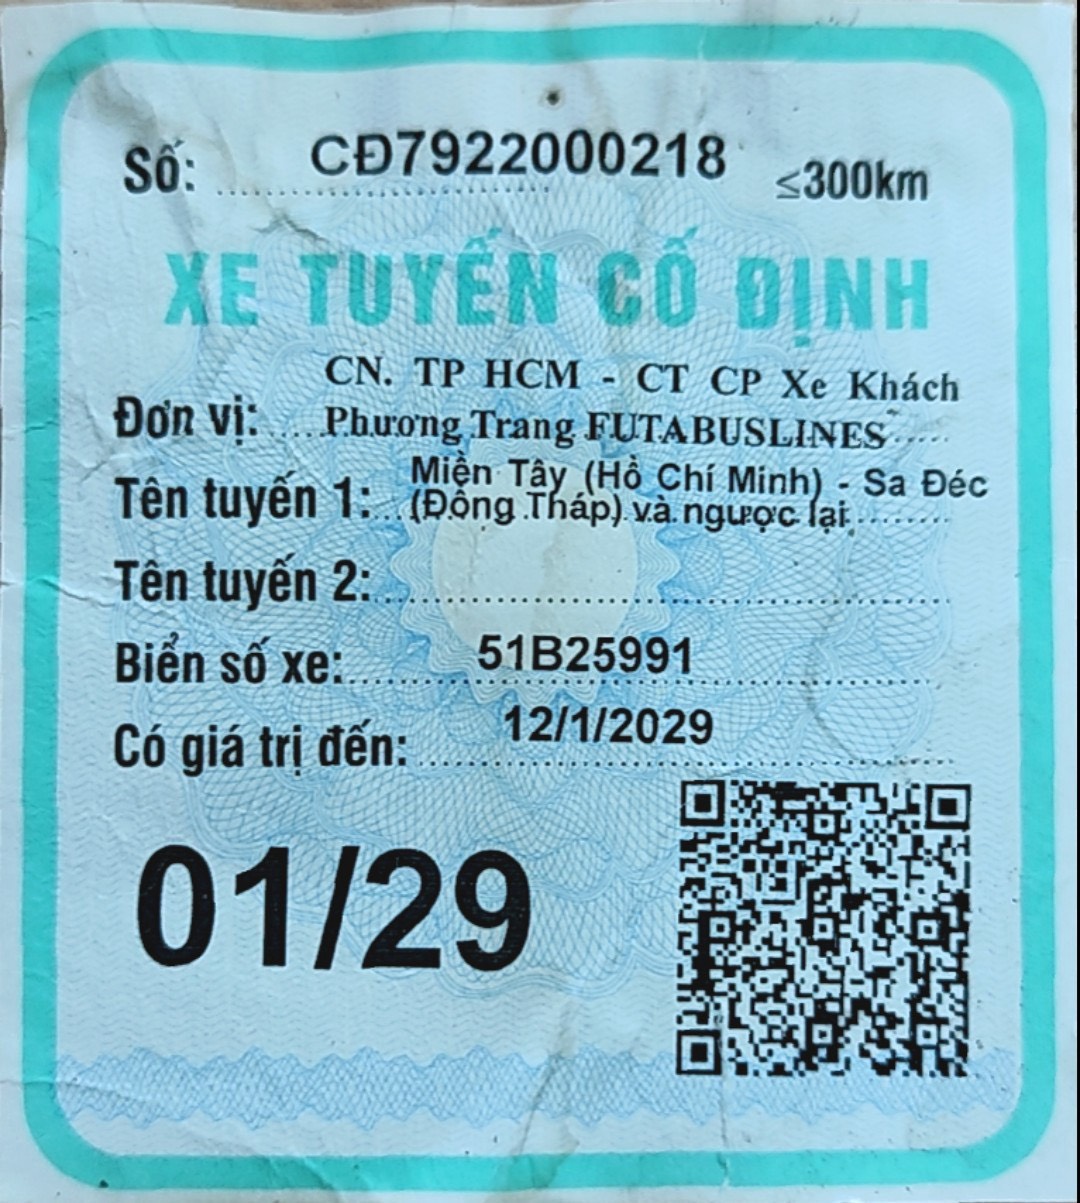 Số: CĐ7922000218 ≤300km
XE TUYẾN CỐ ĐỊNH
CN. TP HCM - CT CP Xe Khách
Đơn vị: Phương Trang FUTABUSLINES
Tên tuyến 1: Miền Tây (Hồ Chí Minh) - Sa Đéc
(Đồng Tháp) và ngược lại
Tên tuyến 2:
Biển số xe: 51B25991
Có giá trị đến: 12/1/2029
01/29